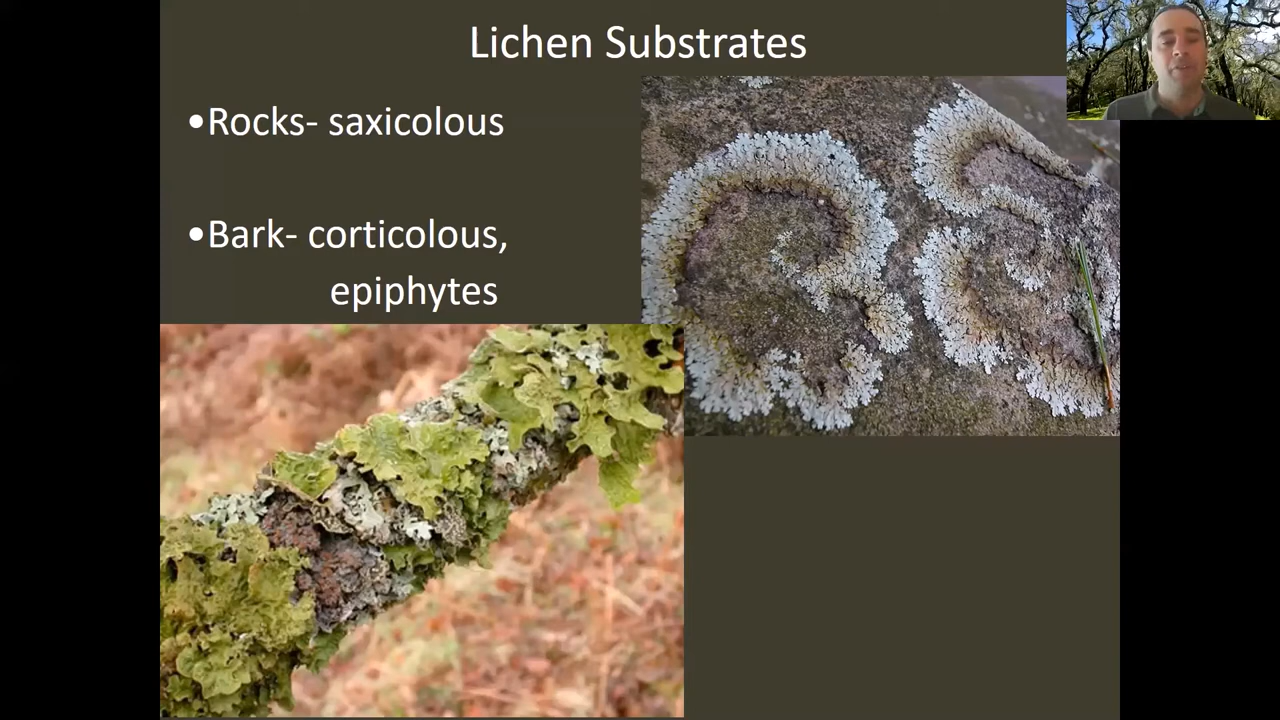 Lichen Substrates
•Rocks- saxicolous
•Bark- corticolous,
epiphytes